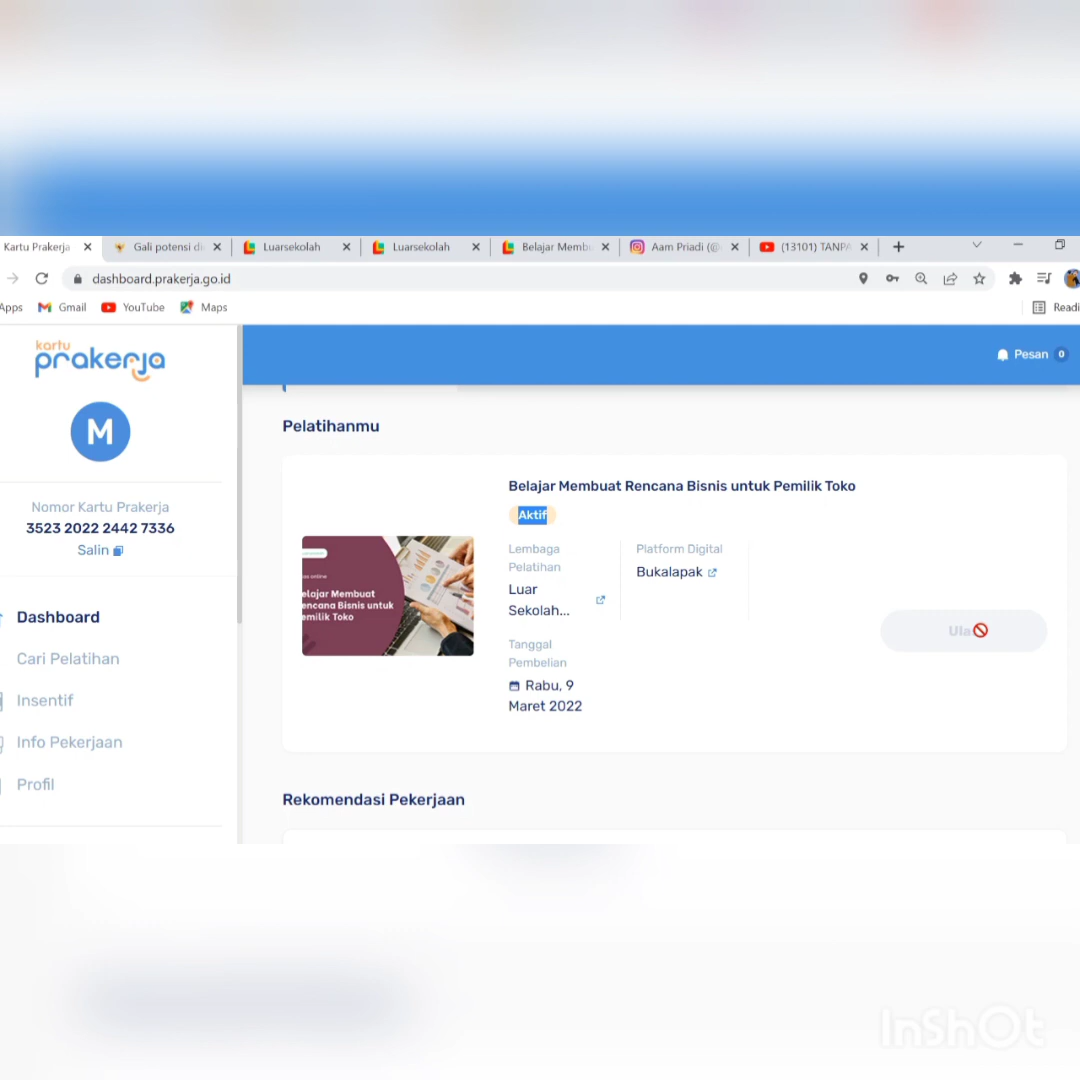 Kartu Prakerja
Gali potensi di
Luarsekolah
Luarsekolah
Belajar Membu
Aam Priadi (@
(13101) TANPA
dashboard.prakerja.go.id
Apps
Gmail
YouTube
Maps
Readi
kartu
prakerja
Pesan 0
M
Nomor Kartu Prakerja
3523 2022 2442 7336
Salin
Dashboard
Cari Pelatihan
Insentif
Info Pekerjaan
Profil
Pelatihanmu
elajar Membuat
encana Bisnis untuk
emilik Toko
Belajar Membuat Rencana Bisnis untuk Pemilik Toko
Aktif
Lembaga
Pelatihan
Luar
Sekolah...
Platform Digital
Bukalapak
Tanggal
Pembelian
Rabu, 9
Maret 2022
Ula
Rekomendasi Pekerjaan
InShOt